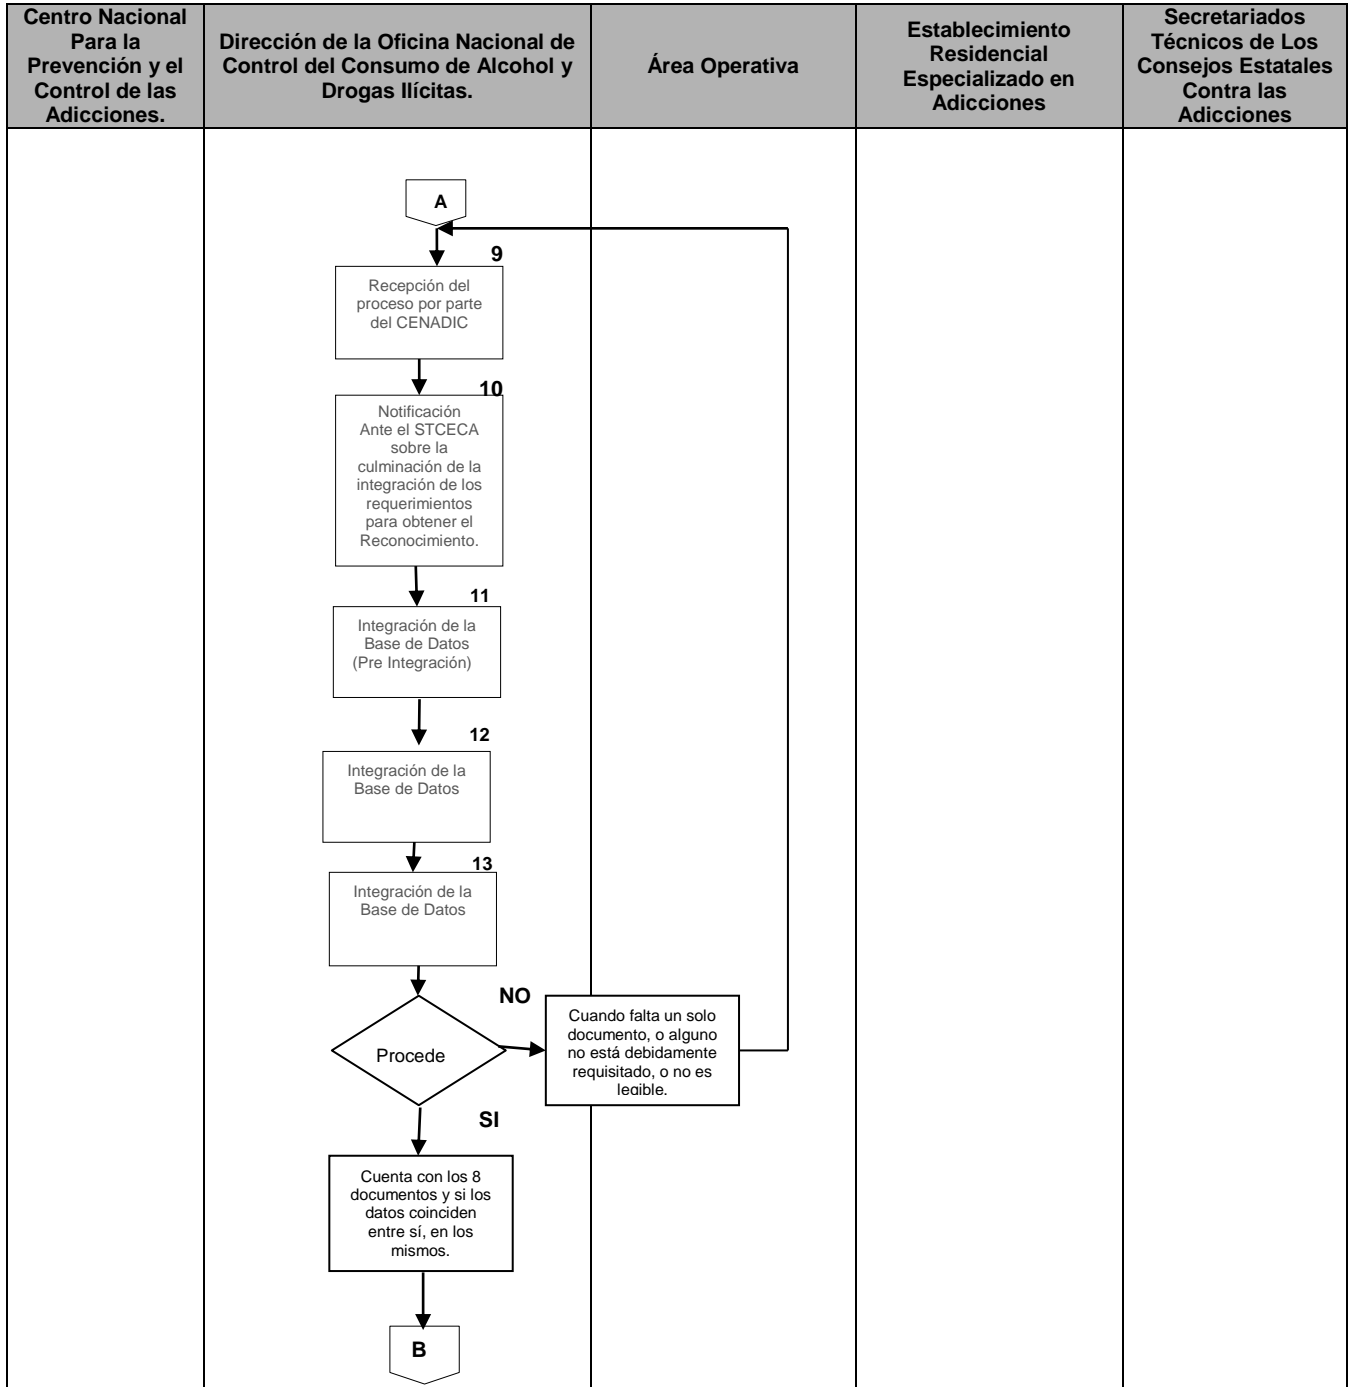 Centro Nacional
Para la
Prevención y el
Control de las
Adicciones.
Dirección de la Oficina Nacional de
Control del Consumo de Alcohol y
Drogas Ilícitas.
Área Operativa
Establecimiento
Residencial
Especializado en
Adicciones
Secretariados
Técnicos de Los
Consejos Estatales
Contra las
Adicciones
A
9
Recepción del
proceso por parte
del CENADIC
10
Notificación
Ante el STCECA
sobre la
culminación de la
integración de los
requerimientos
para obtener el
Reconocimiento.
11
Integración de la
Base de Datos
(Pre Integración)
12
Integración de la
Base de Datos
13
Integración de la
Base de Datos
Procede
NO
Cuando falta un solo
documento, o alguno
no está debidamente
requisitado, o no es
legible.
SI
Cuenta con los 8
documentos y si los
datos coinciden
entre sí, en los
mismos.
B